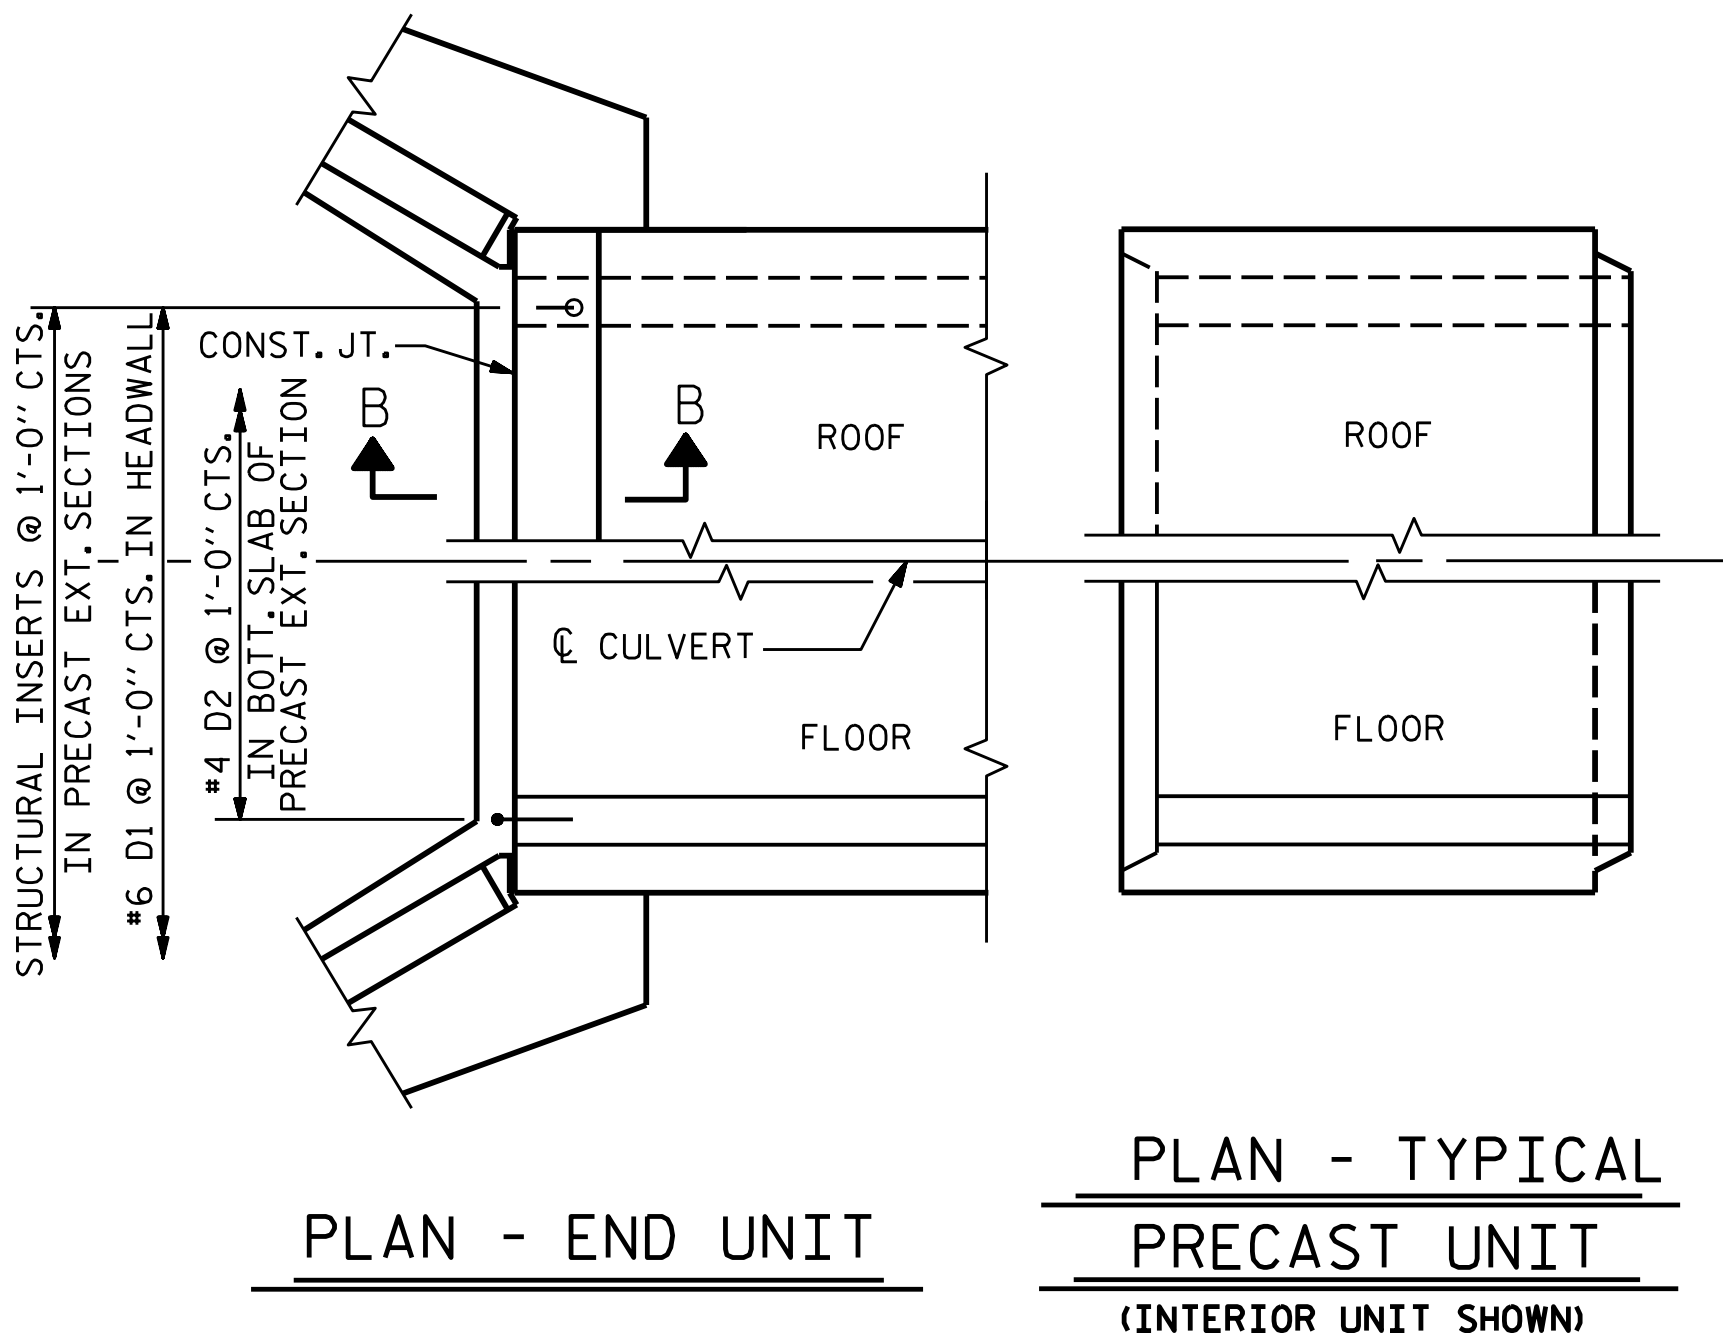 STRUCTURAL INSERTS @ 1'-0" CTS.
IN PRECAST EXT. SECTIONS
#6 D1 @ 1'-0" CTS. IN HEADWALL
#4 D2 @ 1'-0" CTS.
IN BOTT. SLAB OF
PRECAST EXT. SECTION
CONST. JT.
B
B
ROOF
℄ CULVERT
FLOOR
ROOF
FLOOR
PLAN - END UNIT
PLAN - TYPICAL
PRECAST UNIT
(INTERIOR UNIT SHOWN)